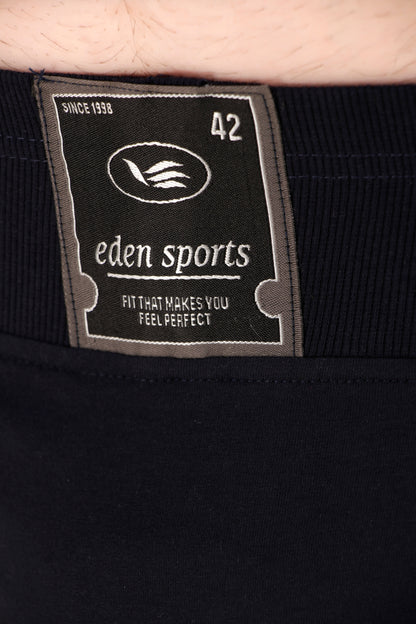 SINCE 1998
42
eden sports
FIT THAT MAKES YOU
FEEL PERFECT